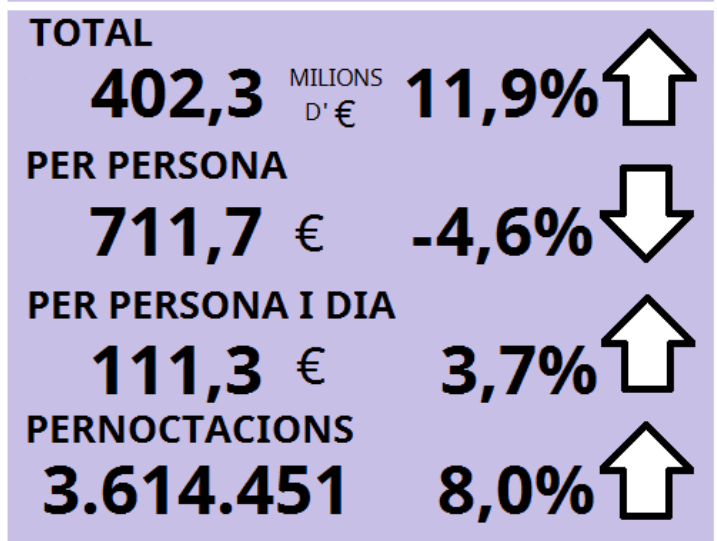 TOTAL
402,3 MILIONS D' € 11,9%
PER PERSONA
711,7 € -4,6%
PER PERSONA I DIA
111,3 € 3,7%
PERNOCTACIONS
3.614.451 8,0%